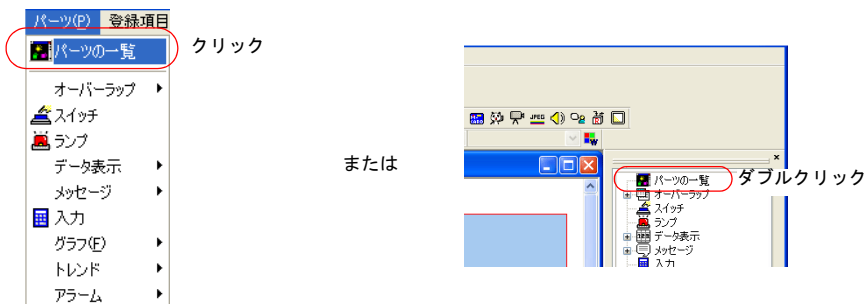 パーツ(P) 登録項目
パーツの一覧
クリック
オーバーラップ
スイッチ
ランプ
データ表示
メッセージ
入力
グラフ(F)
トレンド
アラーム
または
JPEG
パーツの一覧
ダブルクリック
オーバーラップ
スイッチ
ランプ
データ表示
メッセージ
入力